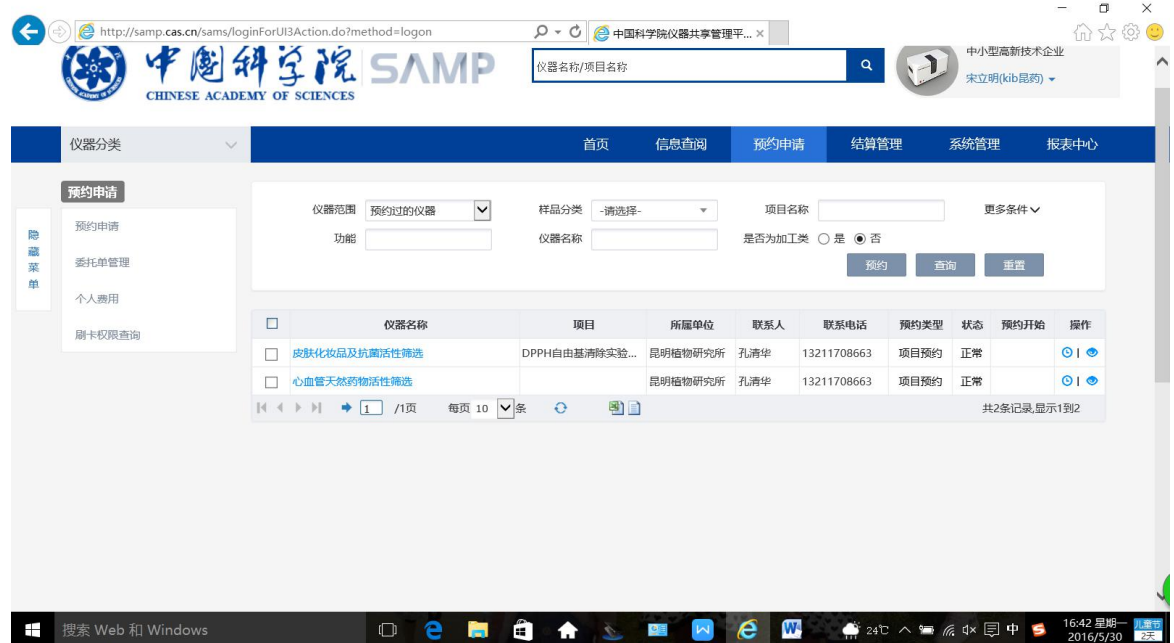 http://samp.cas.cn/sams/loginForUI3Action.do?method=logon
中国科学院仪器共享管理平... ×
中國科学院 SAMP
CHINESE ACADEMY OF SCIENCES
仪器名称/项目名称
中小型高新技术企业
宋立明(kib昆药)
仪器分类 首页 信息查阅 预约申请 结算管理 系统管理 报表中心
预约申请
预约申请
委托单管理
个人费用
刷卡权限查询
隐藏菜单
仪器范围 预约过的仪器 样品分类 -请选择- 项目名称 更多条件
功能 仪器名称 是否为加工类 是 否
预约 查询 重置
仪器名称 项目 所属单位 联系人 联系电话 预约类型 状态 预约开始 操作
皮肤化妆品及抗菌活性筛选 DPPH自由基清除实验... 昆明植物研究所 孔清华 13211708663 项目预约 正常 |
心血管天然药物活性筛选 昆明植物研究所 孔清华 13211708663 项目预约 正常 |
1 /1页 每页 10 条 共2条记录,显示1到2
搜索 Web 和 Windows 24℃ 中 16:42 星期一 儿童节
2016/5/30 2天